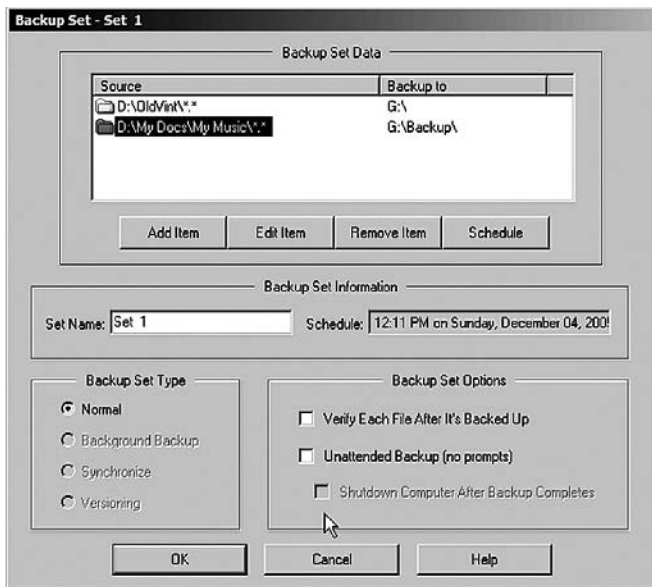 Backup Set - Set 1
Backup Set Data
Source Backup to
D:\OldVint\*.* G:\
D:\My Docs\My Music\*.* G:\Backup\
Add Item Edit Item Remove Item Schedule
Backup Set Information
Set Name: Set 1 Schedule: 12:11 PM on Sunday, December 04, 200
Backup Set Type
Normal
Background Backup
Synchronize
Versioning
Backup Set Options
Verify Each File After It's Backed Up
Unattended Backup (no prompts)
Shutdown Computer After Backup Completes
OK Cancel Help